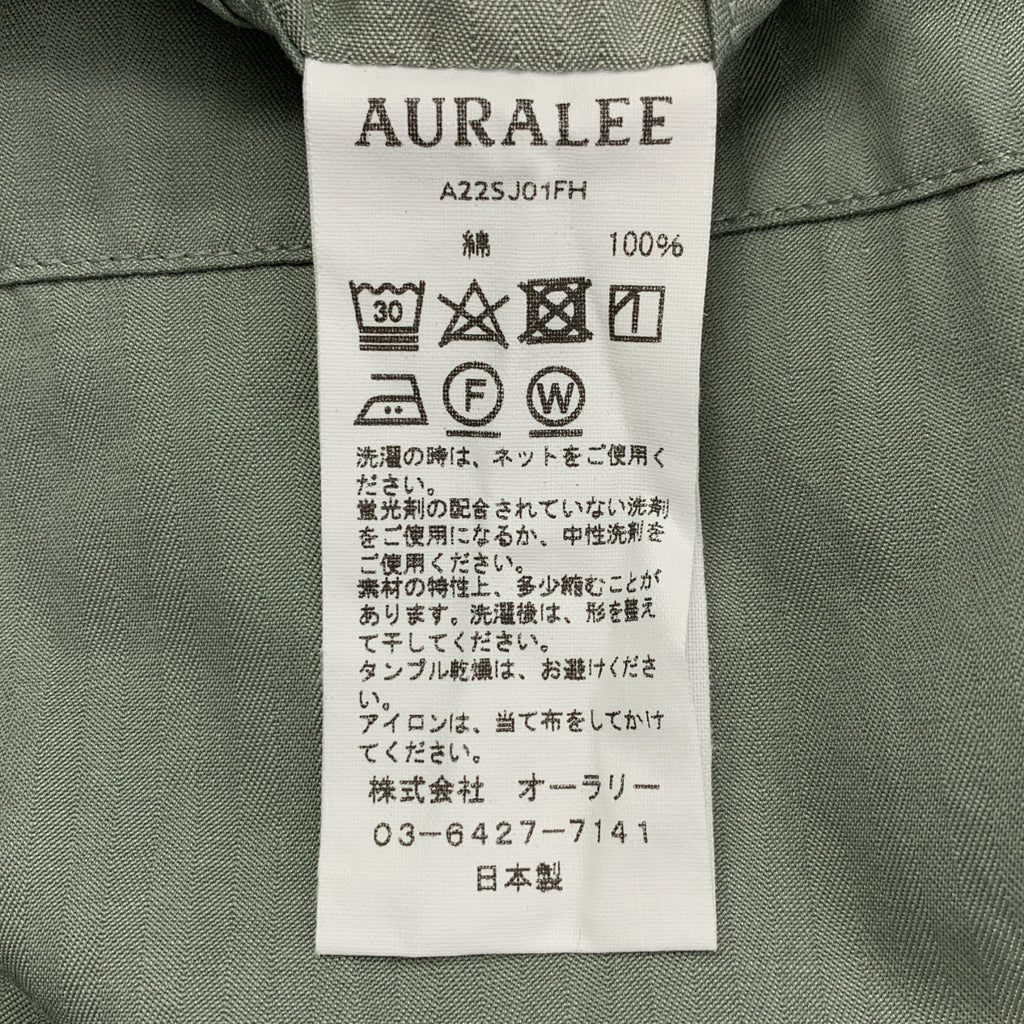 AURALEE
A22SJ01FH
綿 100%
30
F W
洗濯の時は、ネットをご使用く
ださい。
蛍光剤の配合されていない洗剤
をご使用になるか、中性洗剤を
ご使用ください。
素材の特性上、多少縮むことが
あります。洗濯後は、形を整え
て干してください。
タンブル乾燥は、お避けくださ
い。
アイロンは、当て布をしてかけ
てください。
株式会社 オーラリー
03-6427-7141
日本製